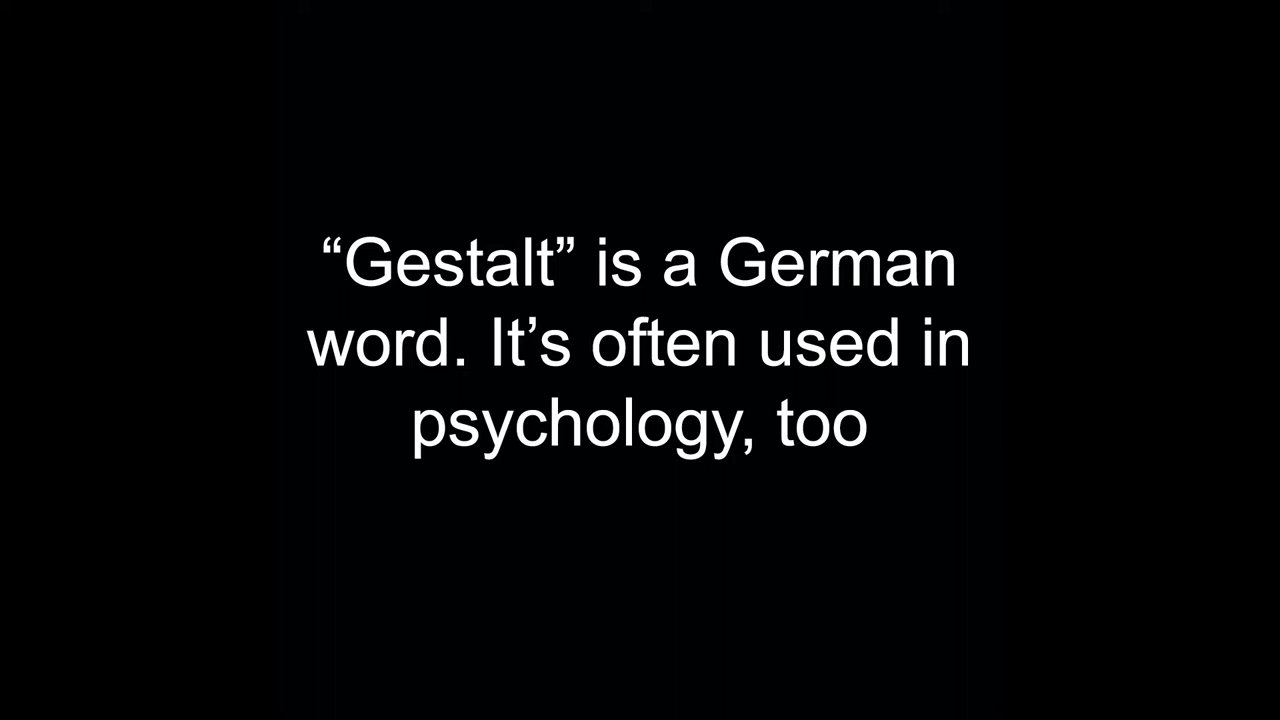 “Gestalt” is a German
word. It’s often used in
psychology, too